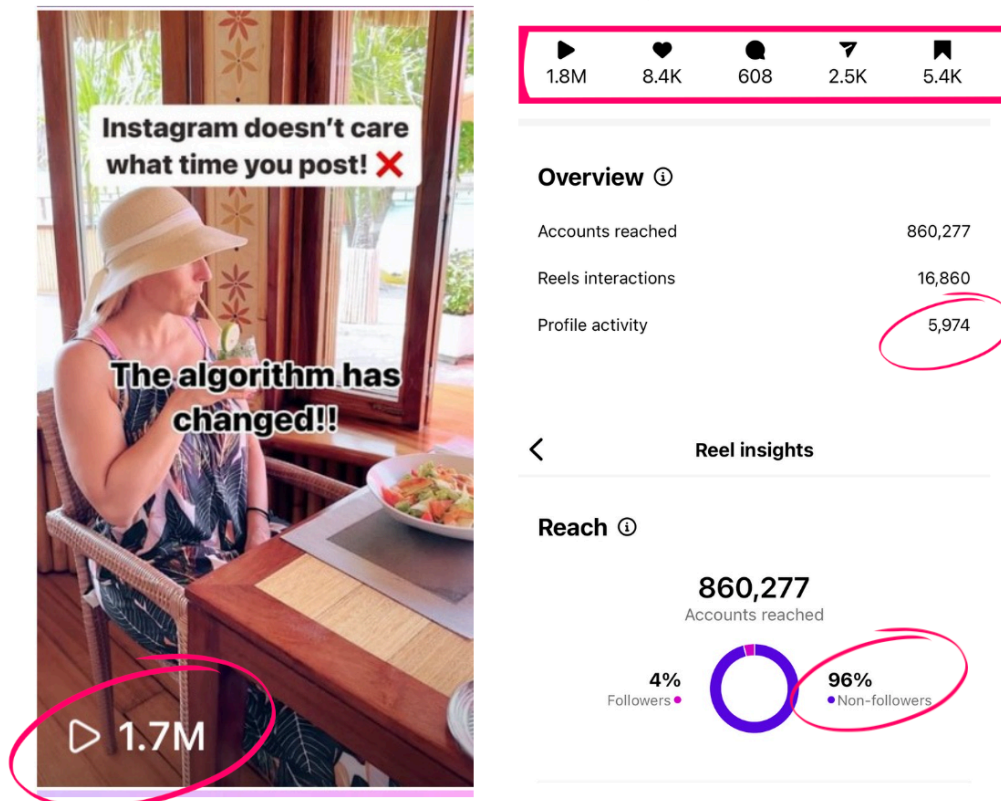 Instagram doesn't care
what time you post! ❌
The algorithm has
changed!!
1.7M
1.8M 8.4K 608 2.5K 5.4K
Overview
Accounts reached 860,277
Reels interactions 16,860
Profile activity 5,974
Reel insights
Reach
860,277
Accounts reached
4% 96%
Followers Non-followers